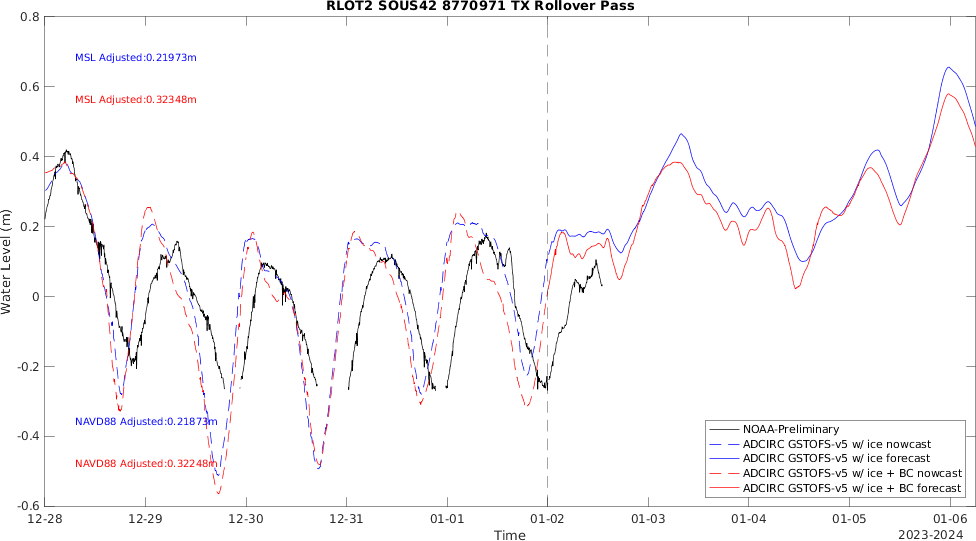 RLOT2 SOUS42 8770971 TX Rollover Pass
0.8
MSL Adjusted:0.21973m
0.6
MSL Adjusted:0.32348m
0.4
0.2
Water Level (m)
0
-0.2
NAVD88 Adjusted:0.21873m
-0.4
NAVD88 Adjusted:0.32248m
-0.6
NOAA-Preliminary
ADCIRC GSTOFS-v5 w/ ice nowcast
ADCIRC GSTOFS-v5 w/ ice forecast
ADCIRC GSTOFS-v5 w/ ice + BC nowcast
ADCIRC GSTOFS-v5 w/ ice + BC forecast
12-28 12-29 12-30 12-31 01-01 01-02 01-03 01-04 01-05 01-06
Time
2023-2024